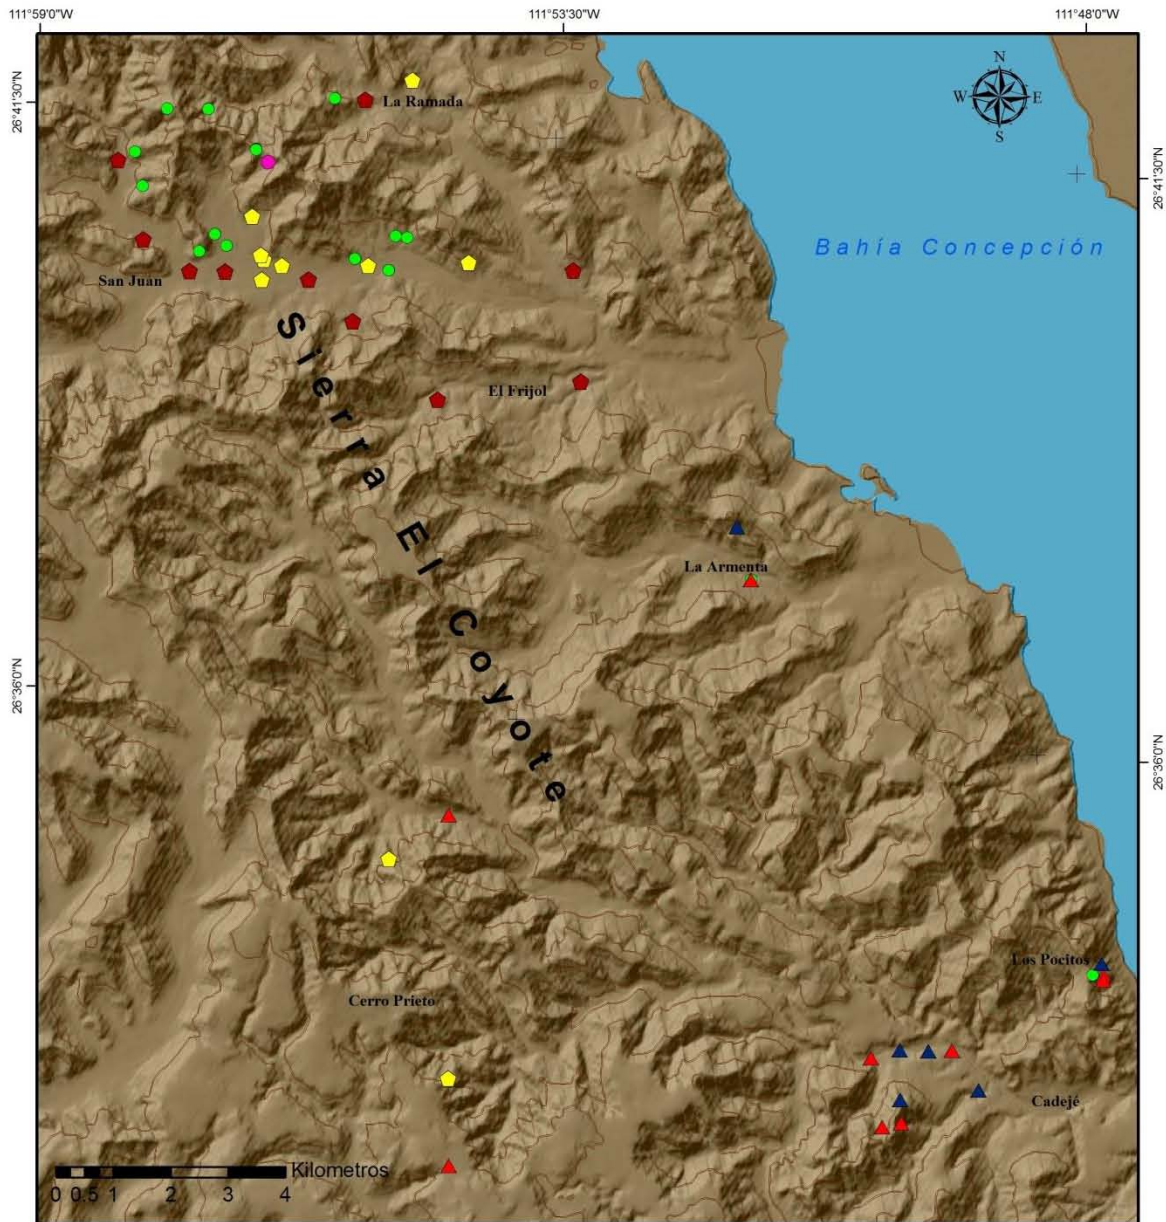 111°59'0"W
111°53'30"W
111°48'0"W
26°41'30"N
26°41'30"N
N
W E
S
La Ramada
Bahía Concepción
San Juan
Sierra El Coyote
El Frijol
La Armenta
26°36'0"N
26°36'0"N
Los Pocitos
Cerro Prieto
Cadejé
Kilometros
0 0.5 1 2 3 4